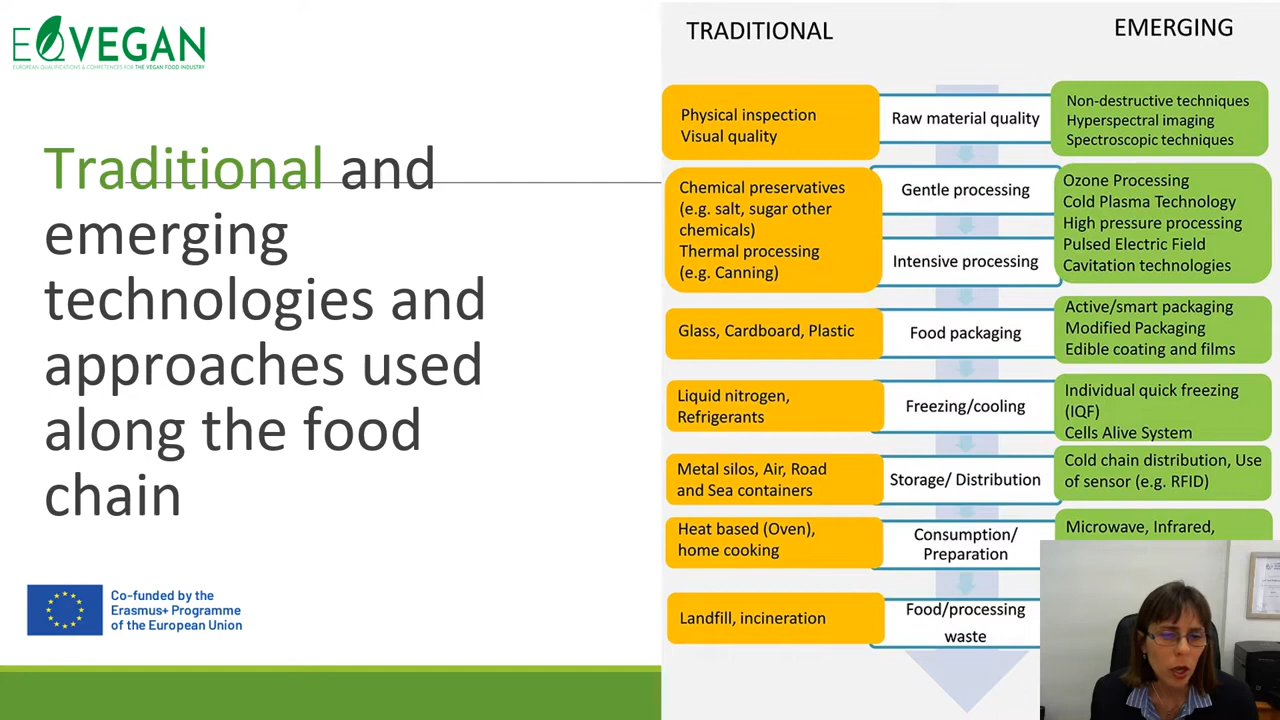 EQVEGAN
EUROPEAN QUALIFICATIONS & COMPETENCES FOR THE VEGAN FOOD INDUSTRY
Traditional and
emerging
technologies and
approaches used
along the food
chain
Co-funded by the
Erasmus+ Programme
of the European Union
TRADITIONAL
EMERGING
Physical inspection
Visual quality
Raw material quality
Non-destructive techniques
Hyperspectral imaging
Spectroscopic techniques
Chemical preservatives
(e.g. salt, sugar other
chemicals)
Thermal processing
(e.g. Canning)
Gentle processing
Intensive processing
Ozone Processing
Cold Plasma Technology
High pressure processing
Pulsed Electric Field
Cavitation technologies
Glass, Cardboard, Plastic
Food packaging
Active/smart packaging
Modified Packaging
Edible coating and films
Liquid nitrogen,
Refrigerants
Freezing/cooling
Individual quick freezing
(IQF)
Cells Alive System
Metal silos, Air, Road
and Sea containers
Storage/ Distribution
Cold chain distribution, Use
of sensor (e.g. RFID)
Heat based (Oven),
home cooking
Consumption/
Preparation
Microwave, Infrared,
Landfill, incineration
Food/processing
waste